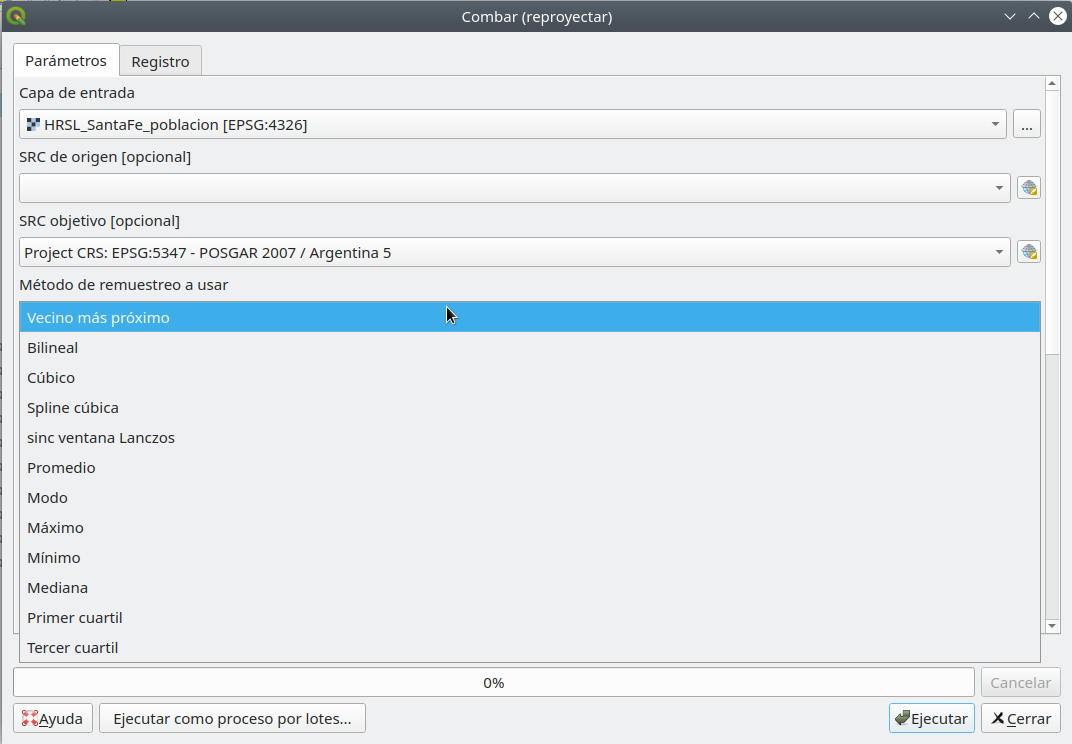 Combar (reproyectar)
Parámetros
Registro
Capa de entrada
HRSL_SantaFe_poblacion [EPSG:4326]
...
SRC de origen [opcional]
SRC objetivo [opcional]
Project CRS: EPSG:5347 - POSGAR 2007 / Argentina 5
Método de remuestreo a usar
Vecino más próximo
Bilineal
Cúbico
Spline cúbica
sinc ventana Lanczos
Promedio
Modo
Máximo
Mínimo
Mediana
Primer cuartil
Tercer cuartil
0%
Cancelar
Ayuda
Ejecutar como proceso por lotes...
Ejecutar
Cerrar